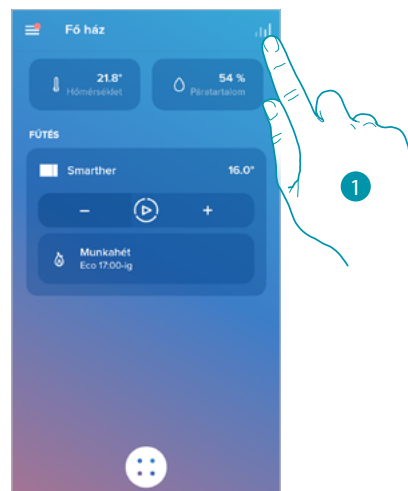 Fő ház
21.8°
Hőmérséklet
54 %
Páratartalom
FŰTÉS
Smarther
16.0°
Munkahét
Eco 17:00-ig
1